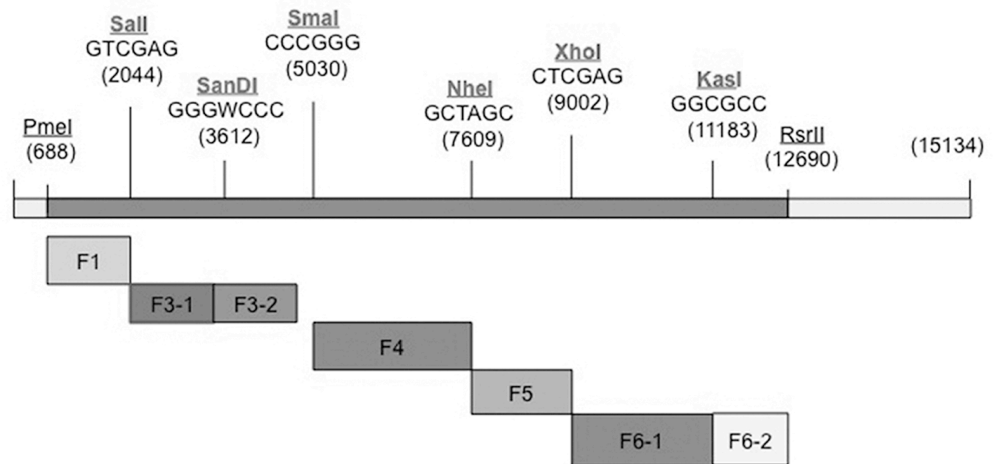 SalI
GTCGAG
(2044)
SmaI
CCCGGG
(5030)
SanDI
GGGWCCC
(3612)
NheI
GCTAGC
(7609)
XhoI
CTCGAG
(9002)
KasI
GGCGCC
(11183)
PmeI
(688)
RsrII
(12690)
(15134)
F1
F3-1
F3-2
F4
F5
F6-1
F6-2